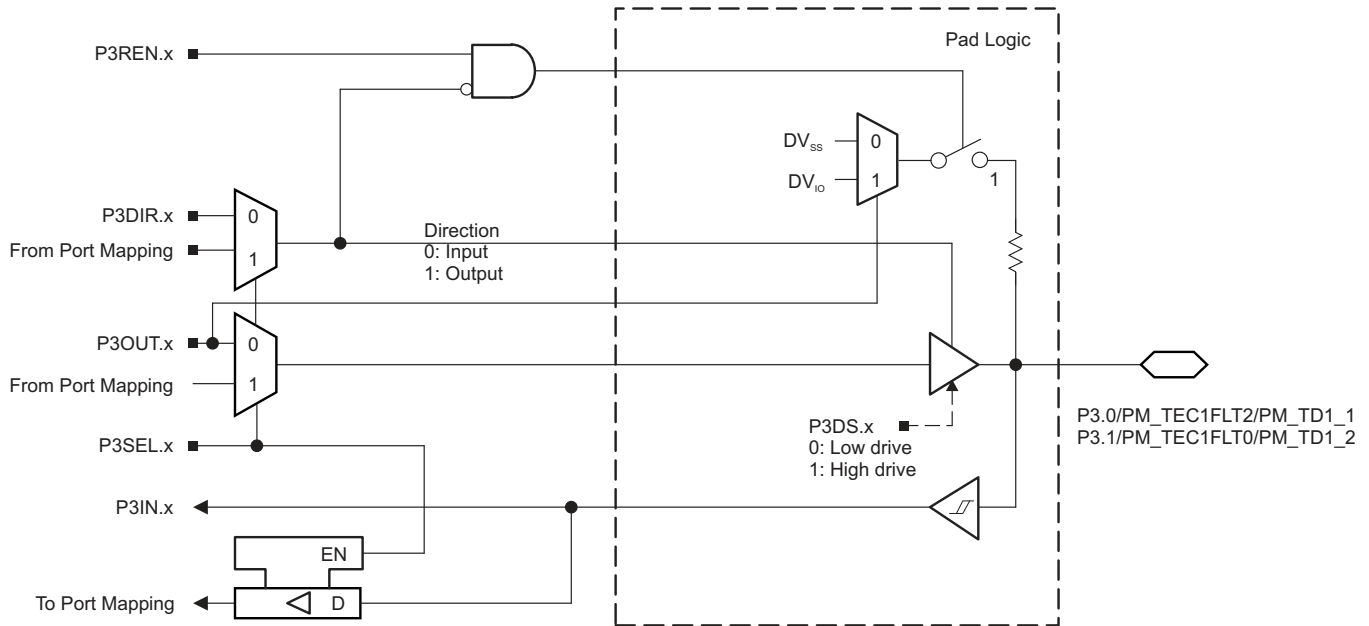 P3REN.x
Pad Logic
DVSS
0
DVIO
1
1
P3DIR.x
0
From Port Mapping
1
Direction
0: Input
1: Output
P3OUT.x
0
From Port Mapping
1
P3SEL.x
P3DS.x
0: Low drive
1: High drive
P3.0/PM_TEC1FLT2/PM_TD1_1
P3.1/PM_TEC1FLT0/PM_TD1_2
P3IN.x
EN
To Port Mapping
D